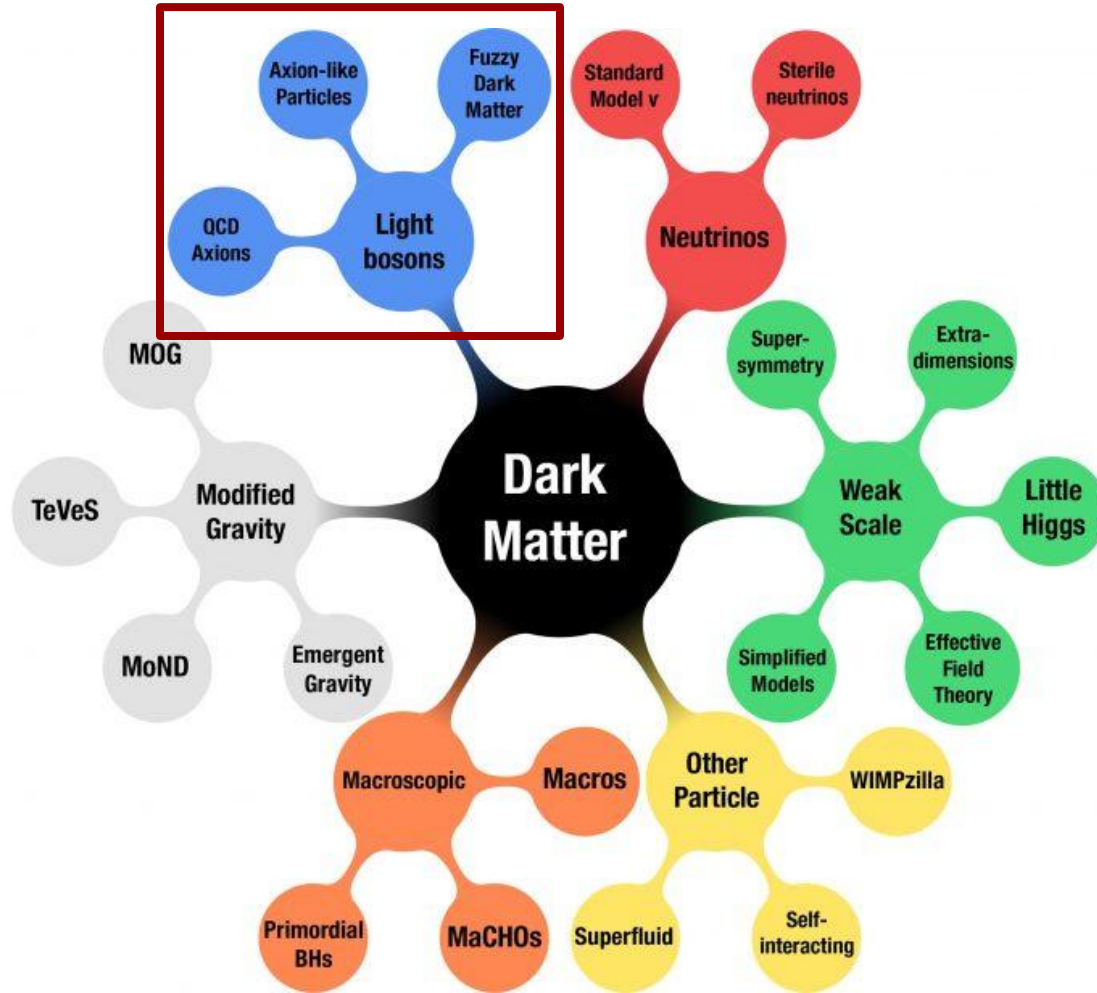 Axion-like
Particles
Fuzzy
Dark
Matter
QCD
Axions
Light
bosons
Standard
Model ν
Sterile
neutrinos
Neutrinos
MOG
TeVeS
Modified
Gravity
MoND
Emergent
Gravity
Dark
Matter
Super-
symmetry
Extra-
dimensions
Weak
Scale
Little
Higgs
Simplified
Models
Effective
Field
Theory
Macroscopic
Macros
Primordial
BHs
MaCHOs
Other
Particle
WIMPzilla
Superfluid
Self-
interacting